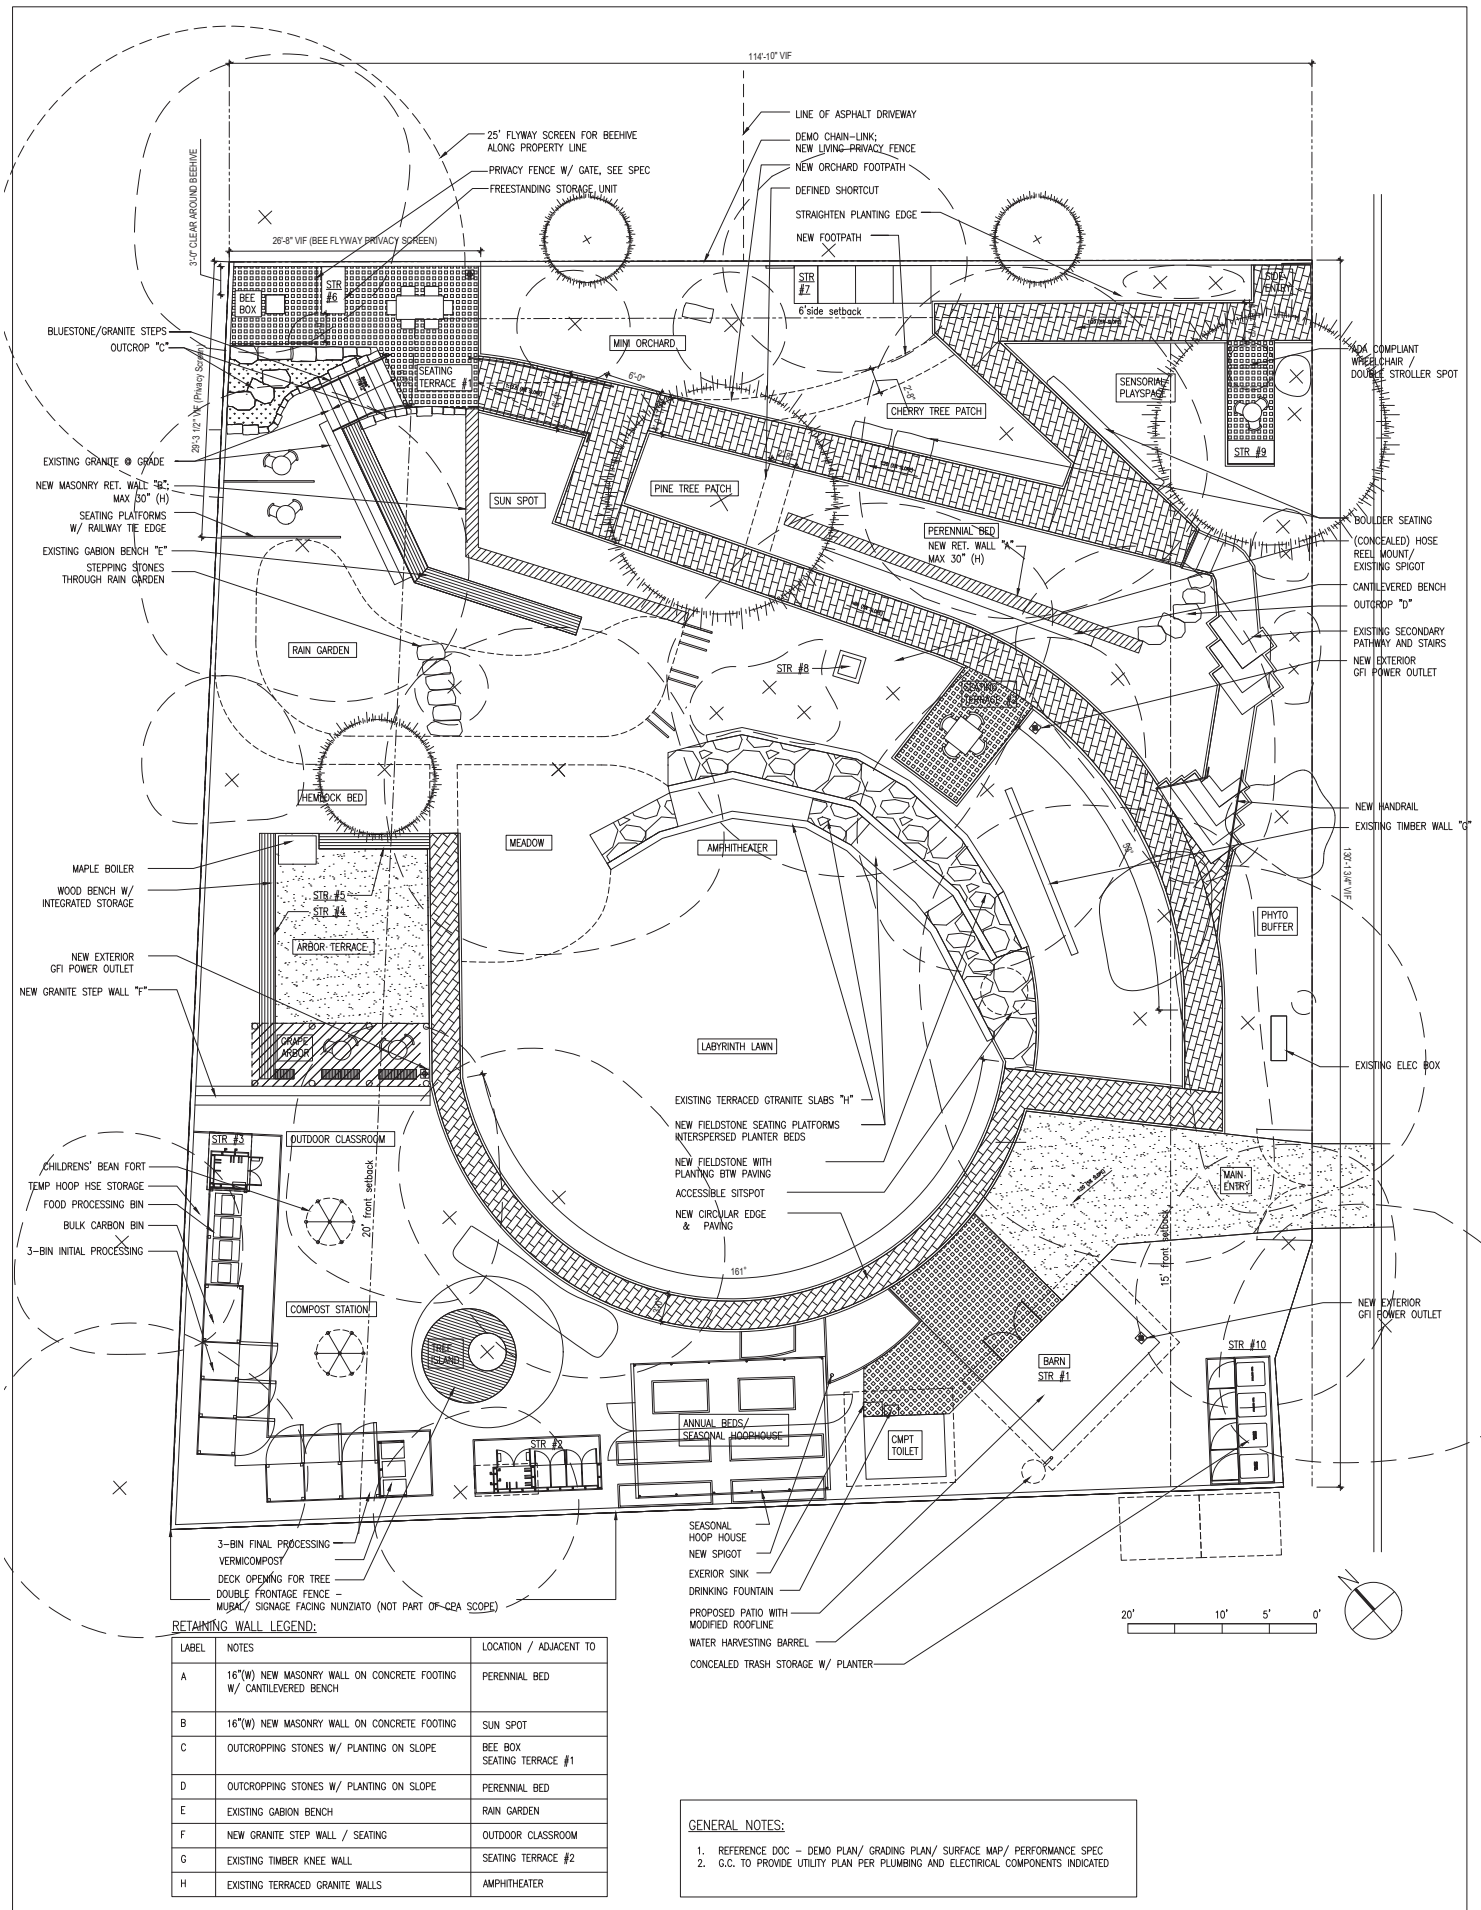 114'-10" VIF
LINE OF ASPHALT DRIVEWAY
DEMO CHAIN-LINK;
NEW LIVING PRIVACY FENCE
NEW ORCHARD FOOTPATH
DEFINED SHORTCUT
STRAIGHTEN PLANTING EDGE
NEW FOOTPATH
25' FLYWAY SCREEN FOR BEEHIVE
ALONG PROPERTY LINE
PRIVACY FENCE W/ GATE, SEE SPEC
FREESTANDING STORAGE UNIT
3'-0" CLEAR AROUND BEEHIVE
26'-8" VIF (BEE FLYWAY PRIVACY SCREEN)
BEE
BOX
STR
#6
STR
#7
6'side setback
SIDE
ENTRY
BLUESTONE/GRANITE STEPS
OUTCROP "C"
29'-3 1/2" VIF (Privacy Screen)
SEATING
TERRACE #1
MINI ORCHARD
6'-0"
2'-8"
CHERRY TREE PATCH
SENSORIAL
PLAYSPACE
ADA COMPLIANT
WHEELCHAIR /
DOUBLE STROLLER SPOT
STR #9
EXISTING GRANITE @ GRADE
NEW MASONRY RET. WALL "B";
MAX 30" (H)
SEATING PLATFORMS
W/ RAILWAY TIE EDGE
EXISTING GABION BENCH "E"
STEPPING STONES
THROUGH RAIN GARDEN
SUN SPOT
PINE TREE PATCH
PERENNIAL BED
NEW RET. WALL "A"
MAX 30" (H)
BOULDER SEATING
(CONCEALED) HOSE
REEL MOUNT/
EXISTING SPIGOT
CANTILEVERED BENCH
OUTCROP "D"
EXISTING SECONDARY
PATHWAY AND STAIRS
NEW EXTERIOR
GFI POWER OUTLET
RAIN GARDEN
STR #8
SEATING
HEMLOCK BED
MEADOW
AMPHITHEATER
NEW HANDRAIL
EXISTING TIMBER WALL "G"
130'-1 3/4" VIF
MAPLE BOILER
WOOD BENCH W/
INTEGRATED STORAGE
STR #5
STR #4
ARBOR TERRACE
NEW EXTERIOR
GFI POWER OUTLET
NEW GRANITE STEP WALL "F"
GRAPE
ARBOR
PHYTO
BUFFER
LABYRINTH LAWN
EXISTING ELEC BOX
EXISTING TERRACED GTRANITE SLABS "H"
NEW FIELDSTONE SEATING PLATFORMS
INTERSPERSED PLANTER BEDS
NEW FIELDSTONE WITH
PLANTING BTW PAVING
ACCESSIBLE SITSPOT
NEW CIRCULAR EDGE
& PAVING
STR #3
OUTDOOR CLASSROOM
CHILDRENS' BEAN FORT
TEMP HOOP HSE STORAGE
FOOD PROCESSING BIN
BULK CARBON BIN
3-BIN INITIAL PROCESSING
20' front setback
MAIN
ENTRY
15' front setback
161°
COMPOST STATION
TREE
ISLAND
NEW EXTERIOR
GFI POWER OUTLET
STR #10
BARN
STR #1
ANNUAL BEDS/
SEASONAL HOOPHOUSE
CMPT
TOILET
STR #2
3-BIN FINAL PROCESSING
VERMICOMPOST
DECK OPENING FOR TREE
DOUBLE FRONTAGE FENCE -
MURAL/ SIGNAGE FACING NUNZIATO (NOT PART OF CPA SCOPE)
SEASONAL
HOOP HOUSE
NEW SPIGOT
EXERIOR SINK
DRINKING FOUNTAIN
PROPOSED PATIO WITH
MODIFIED ROOFLINE
WATER HARVESTING BARREL
CONCEALED TRASH STORAGE W/ PLANTER
20' 10' 5' 0'
N
RETAINING WALL LEGEND:
LABEL NOTES LOCATION / ADJACENT TO
A 16"(W) NEW MASONRY WALL ON CONCRETE FOOTING PERENNIAL BED
W/ CANTILEVERED BENCH
B 16"(W) NEW MASONRY WALL ON CONCRETE FOOTING SUN SPOT
C OUTCROPPING STONES W/ PLANTING ON SLOPE BEE BOX
SEATING TERRACE #1
D OUTCROPPING STONES W/ PLANTING ON SLOPE PERENNIAL BED
E EXISTING GABION BENCH RAIN GARDEN
F NEW GRANITE STEP WALL / SEATING OUTDOOR CLASSROOM
G EXISTING TIMBER KNEE WALL SEATING TERRACE #2
H EXISTING TERRACED GRANITE WALLS AMPHITHEATER
GENERAL NOTES:
1. REFERENCE DOC - DEMO PLAN/ GRADING PLAN/ SURFACE MAP/ PERFORMANCE SPEC
2. G.C. TO PROVIDE UTILITY PLAN PER PLUMBING AND ELECTRICAL COMPONENTS INDICATED